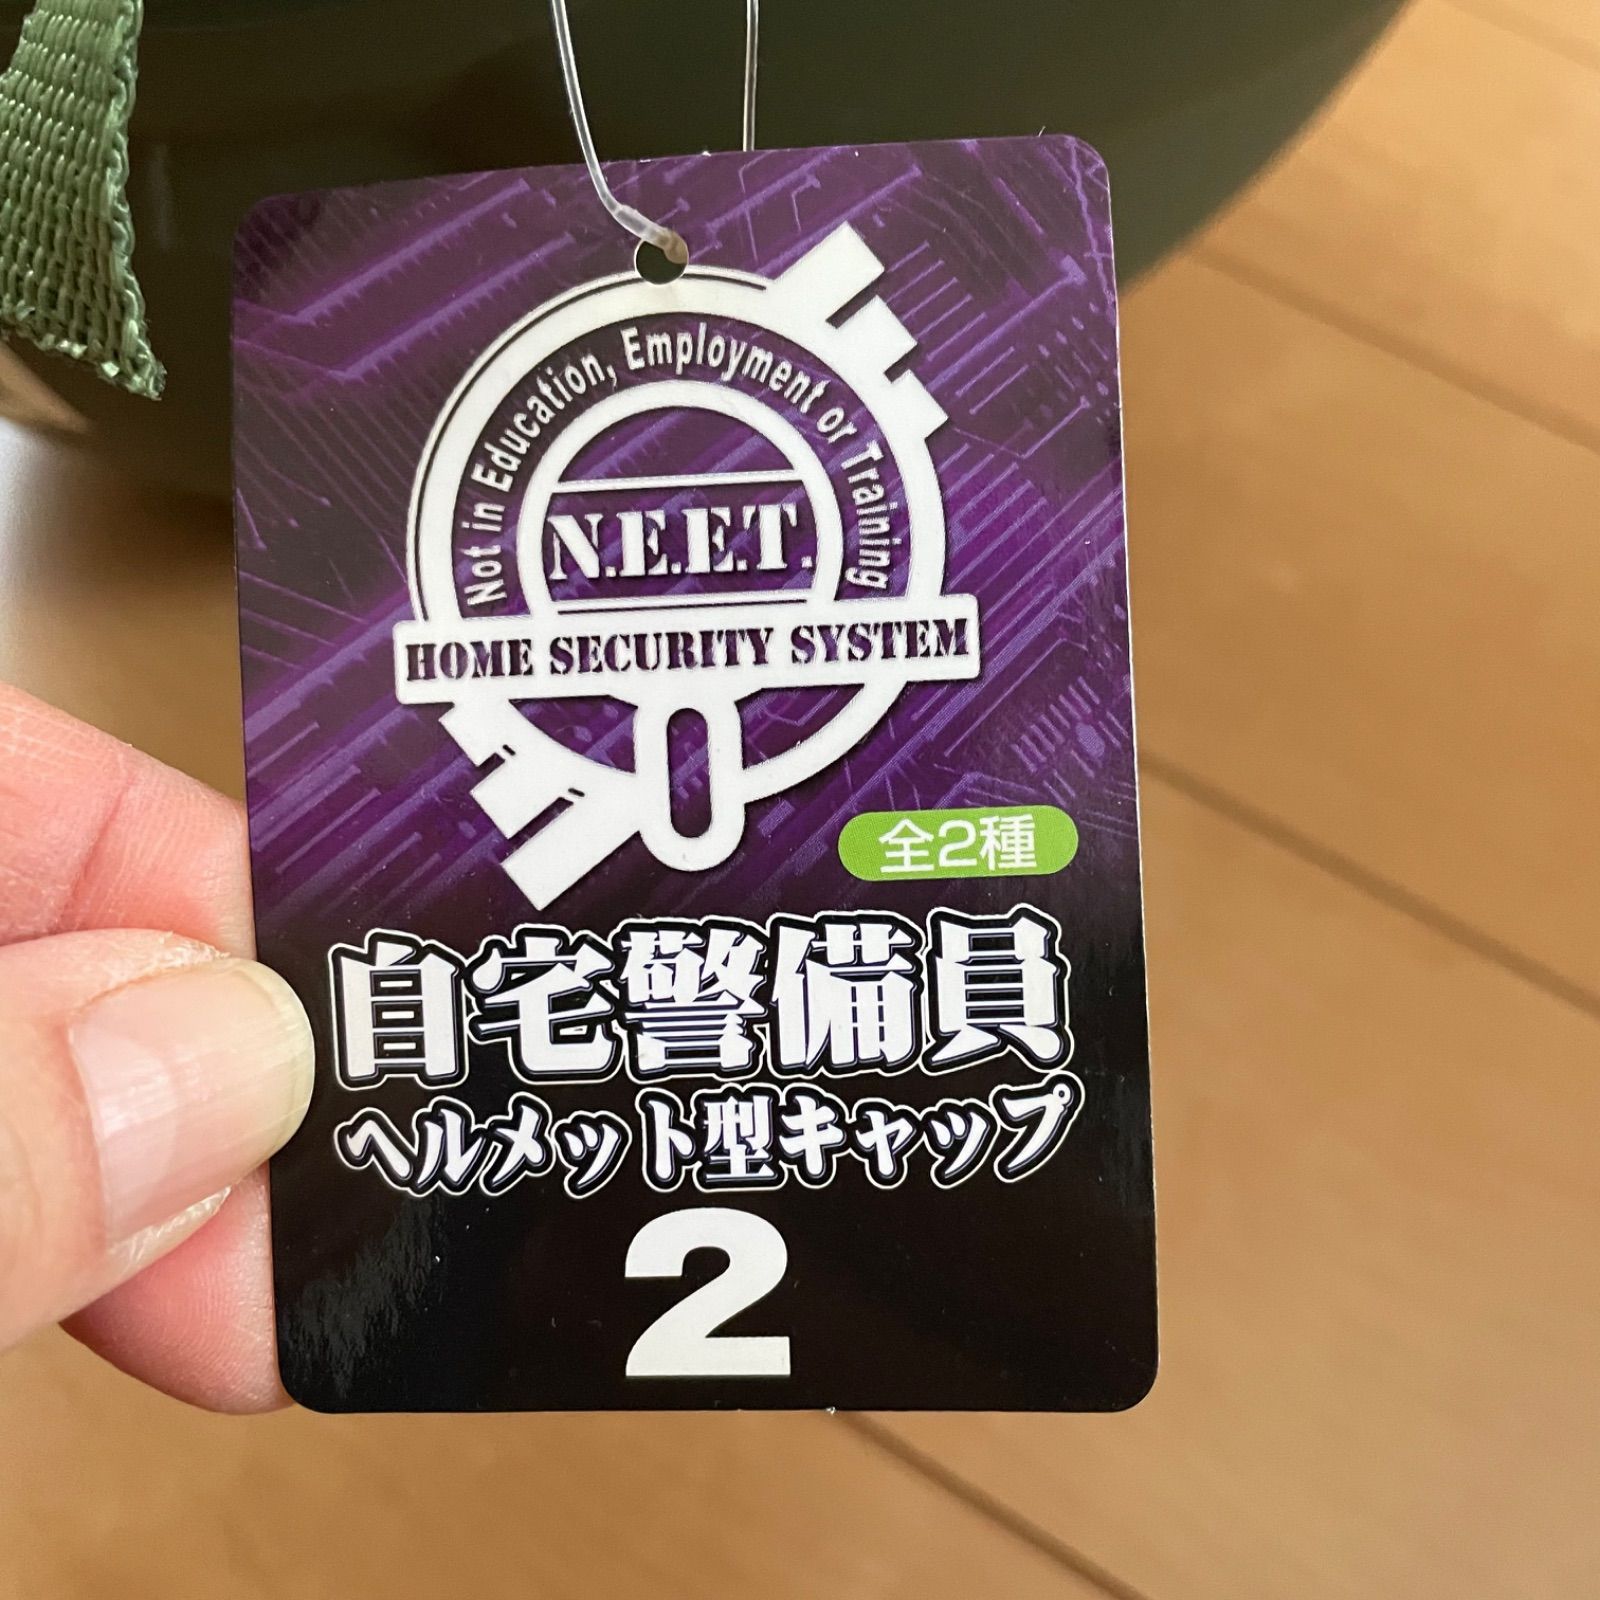 Not in Education, Employment or Training
N.E.E.T.
HOME SECURITY SYSTEM
全2種
自宅警備員
ヘルメット型キャップ
2